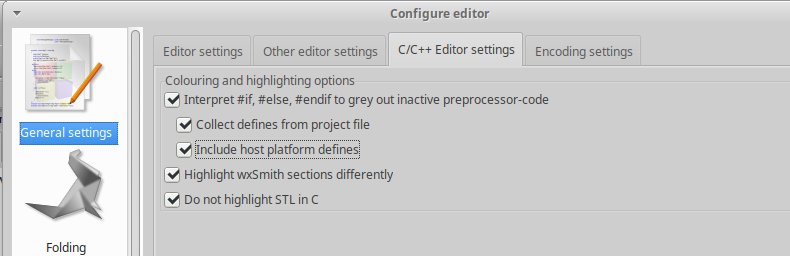 Configure editor
Editor settings
Other editor settings
C/C++ Editor settings
Encoding settings
Colouring and highlighting options
Interpret #if, #else, #endif to grey out inactive preprocessor-code
Collect defines from project file
General settings
Include host platform defines
Highlight wxSmith sections differently
Do not highlight STL in C
Folding